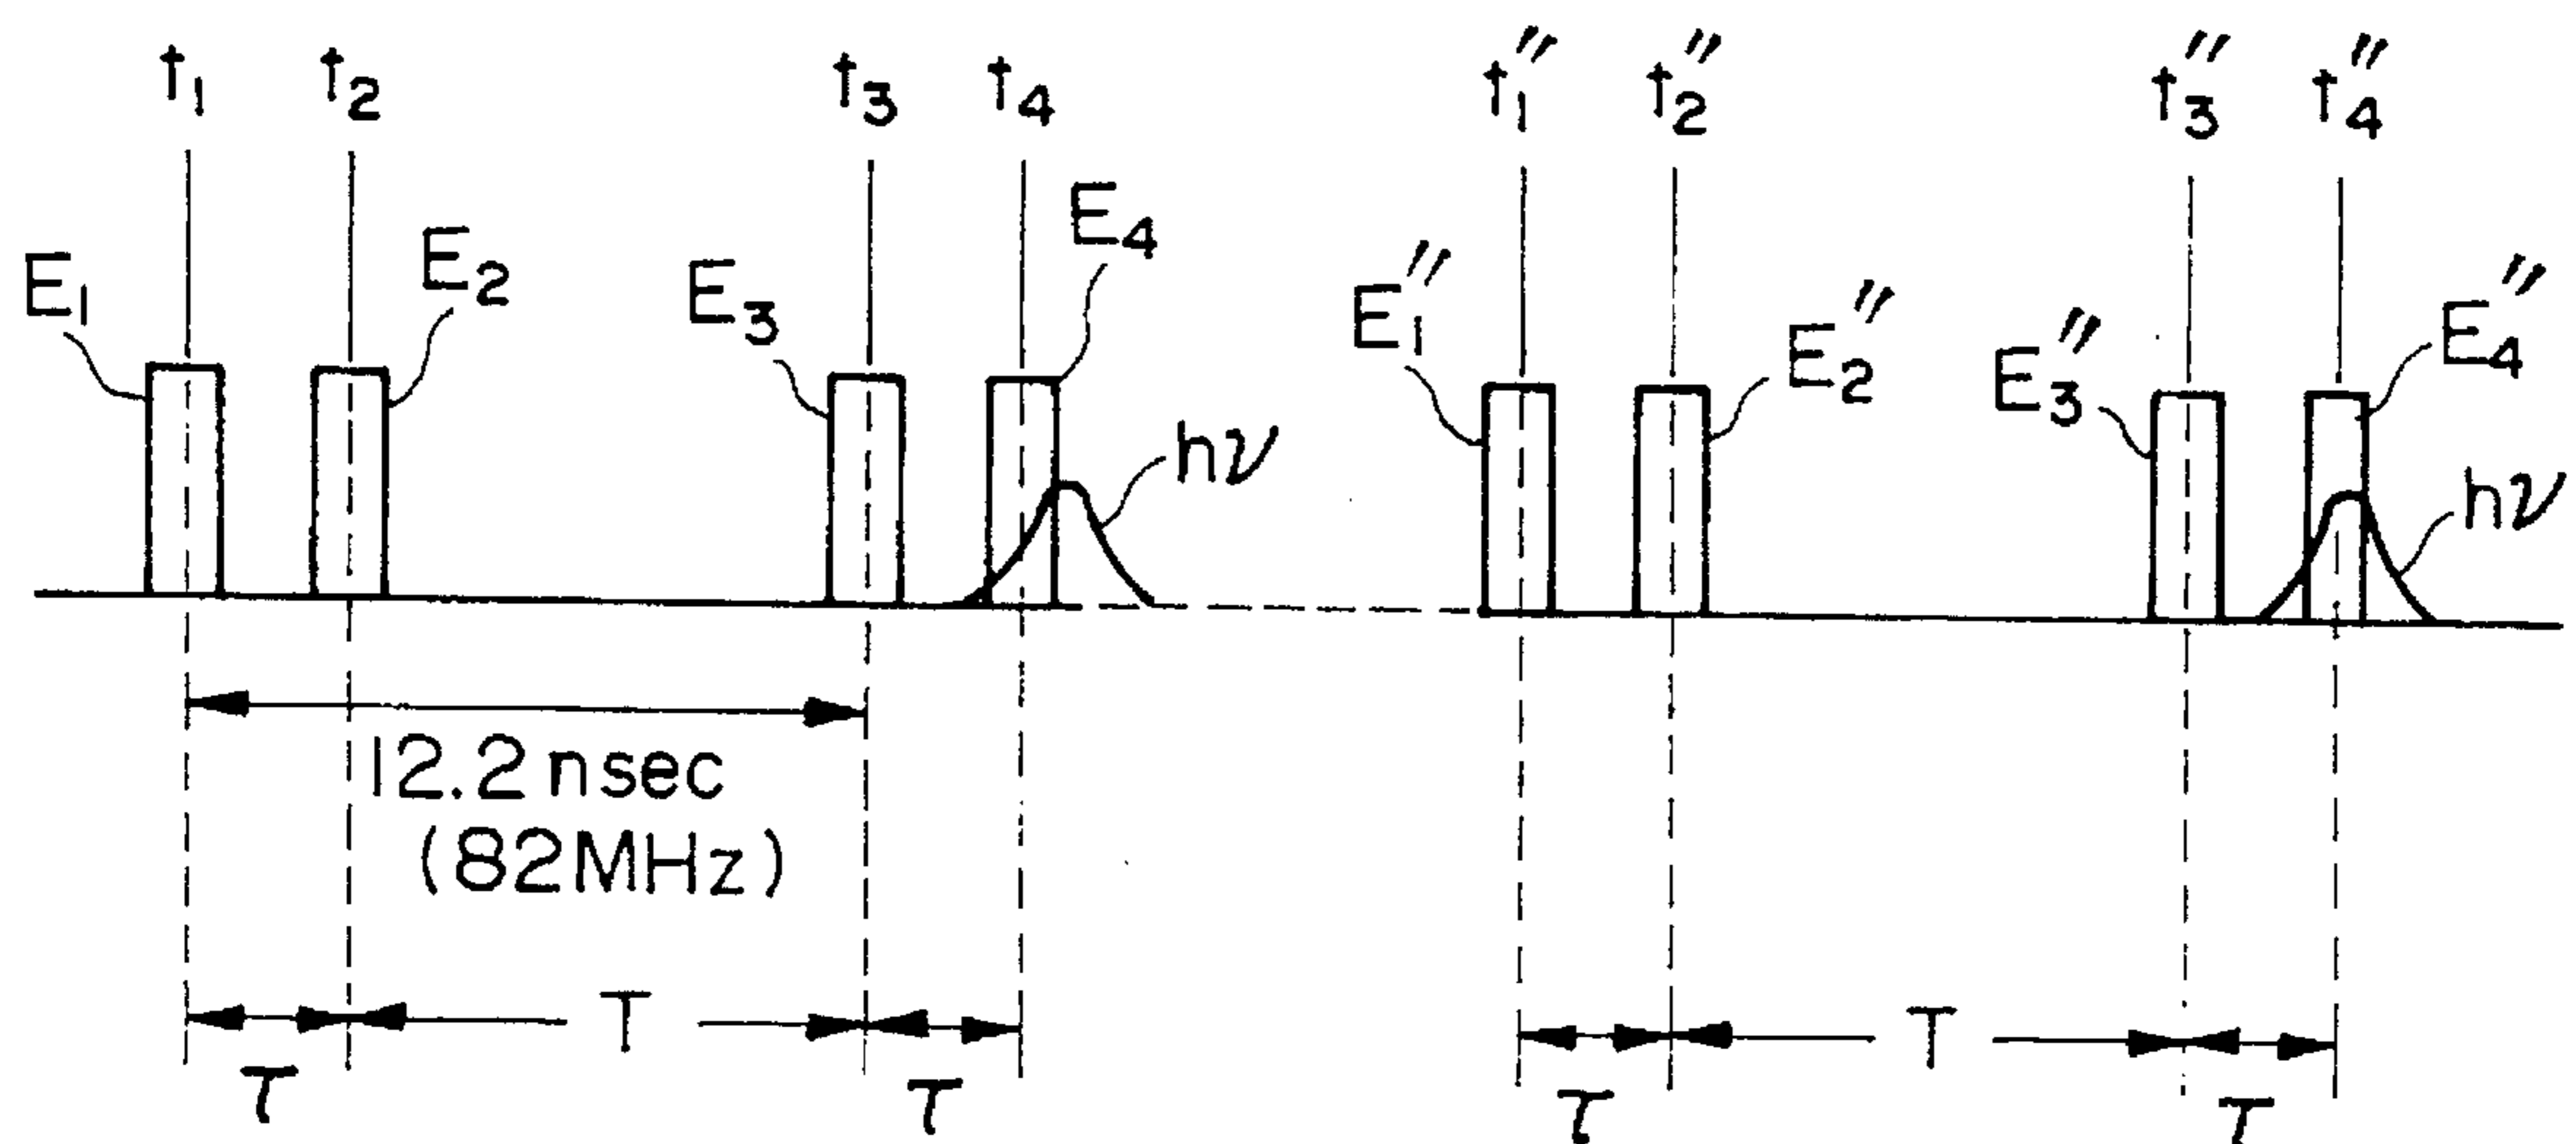 t₁ t₂ t₃ t₄ t₁″ t₂″ t₃″ t₄″
E₁ E₂ E₃ E₄ E₁″ E₂″ E₃″ E₄″
hν hν
12.2 nsec
(82MHz)
T T
τ τ τ τ